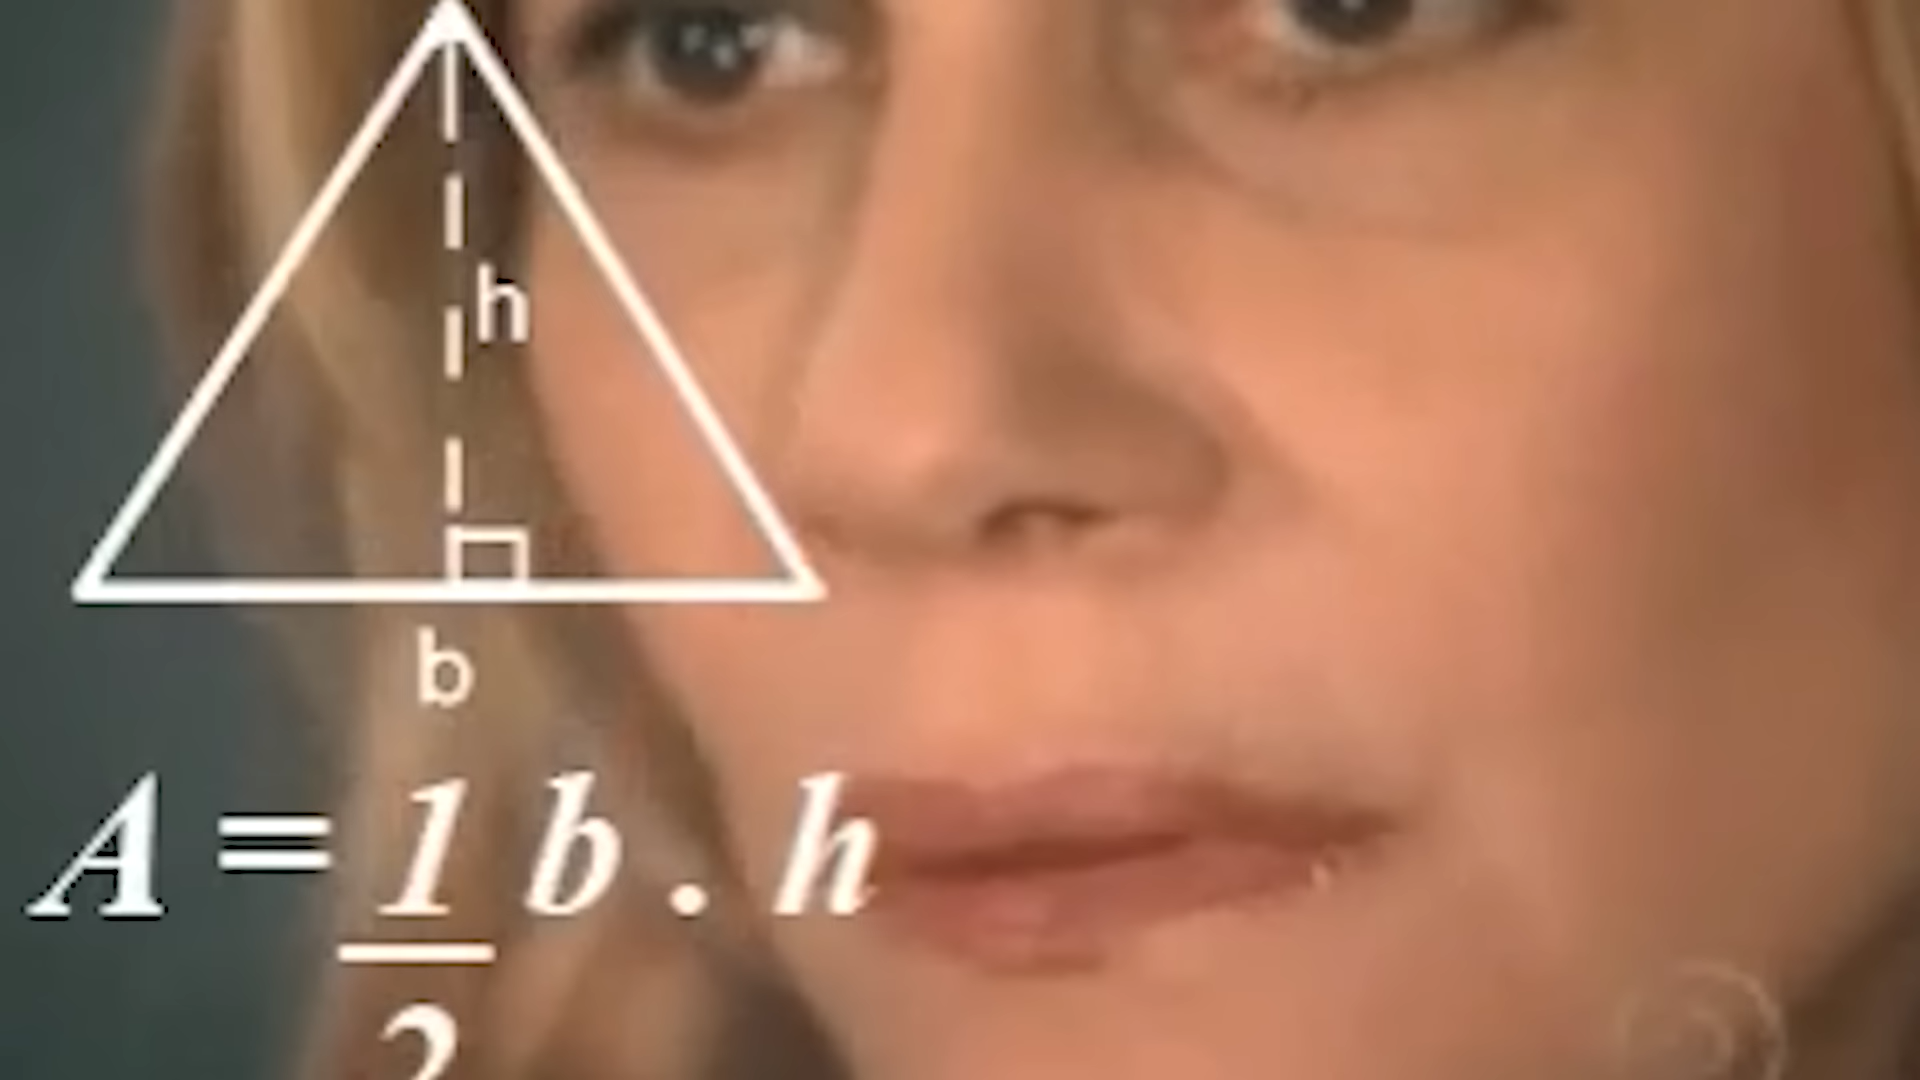 h
b
A = 1/2 b . h